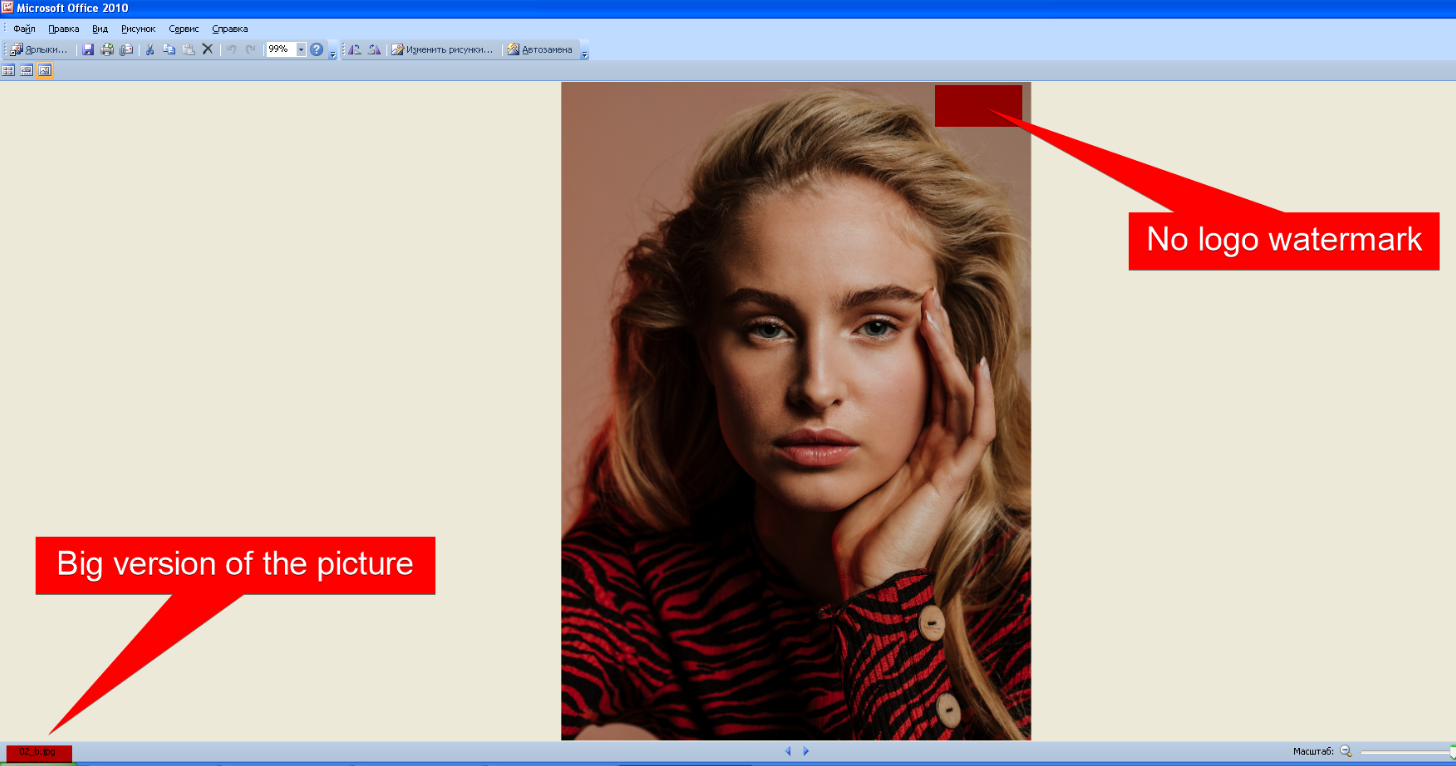 Microsoft Office 2010
Файл Правка Вид Рисунок Сервис Справка
Ярлыки... 99% Изменить рисунки... Автозамена
No logo watermark
Big version of the picture
02_b.jpg
Масштаб: